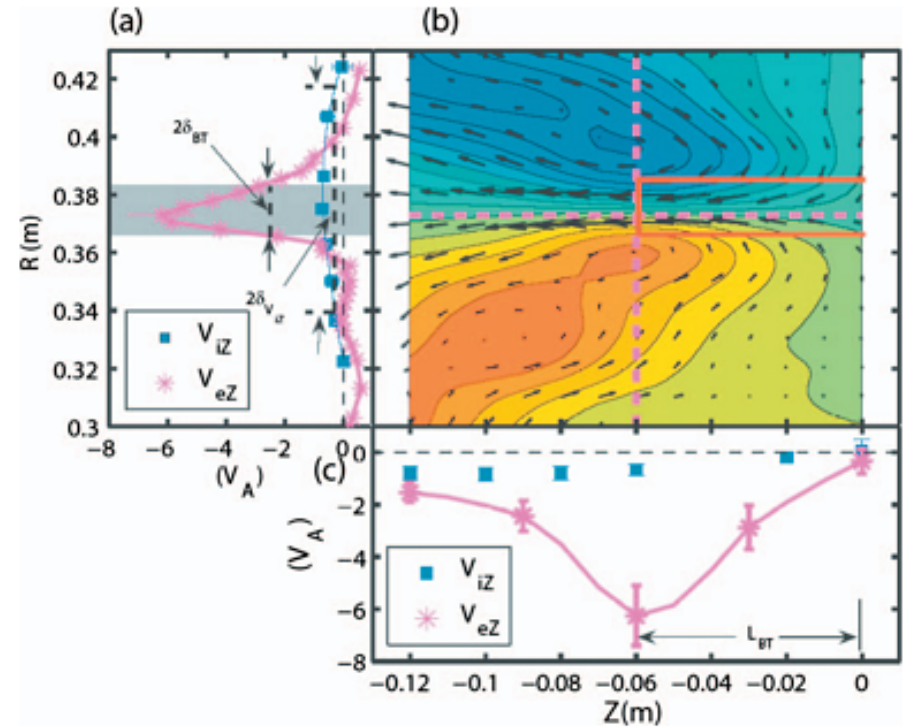 (a)
(b)
0.42
0.4
0.38
0.36
0.34
0.32
0.3
R (m)
2δ_BT
2δ_Vα
V_iZ
V_eZ
−8 −6 −4 −2 0
(V_A)
(c)
0
−2
−4
−6
−8
(V_A)
V_iZ
V_eZ
L_BT
−0.12 −0.1 −0.08 −0.06 −0.04 −0.02 0
Z(m)